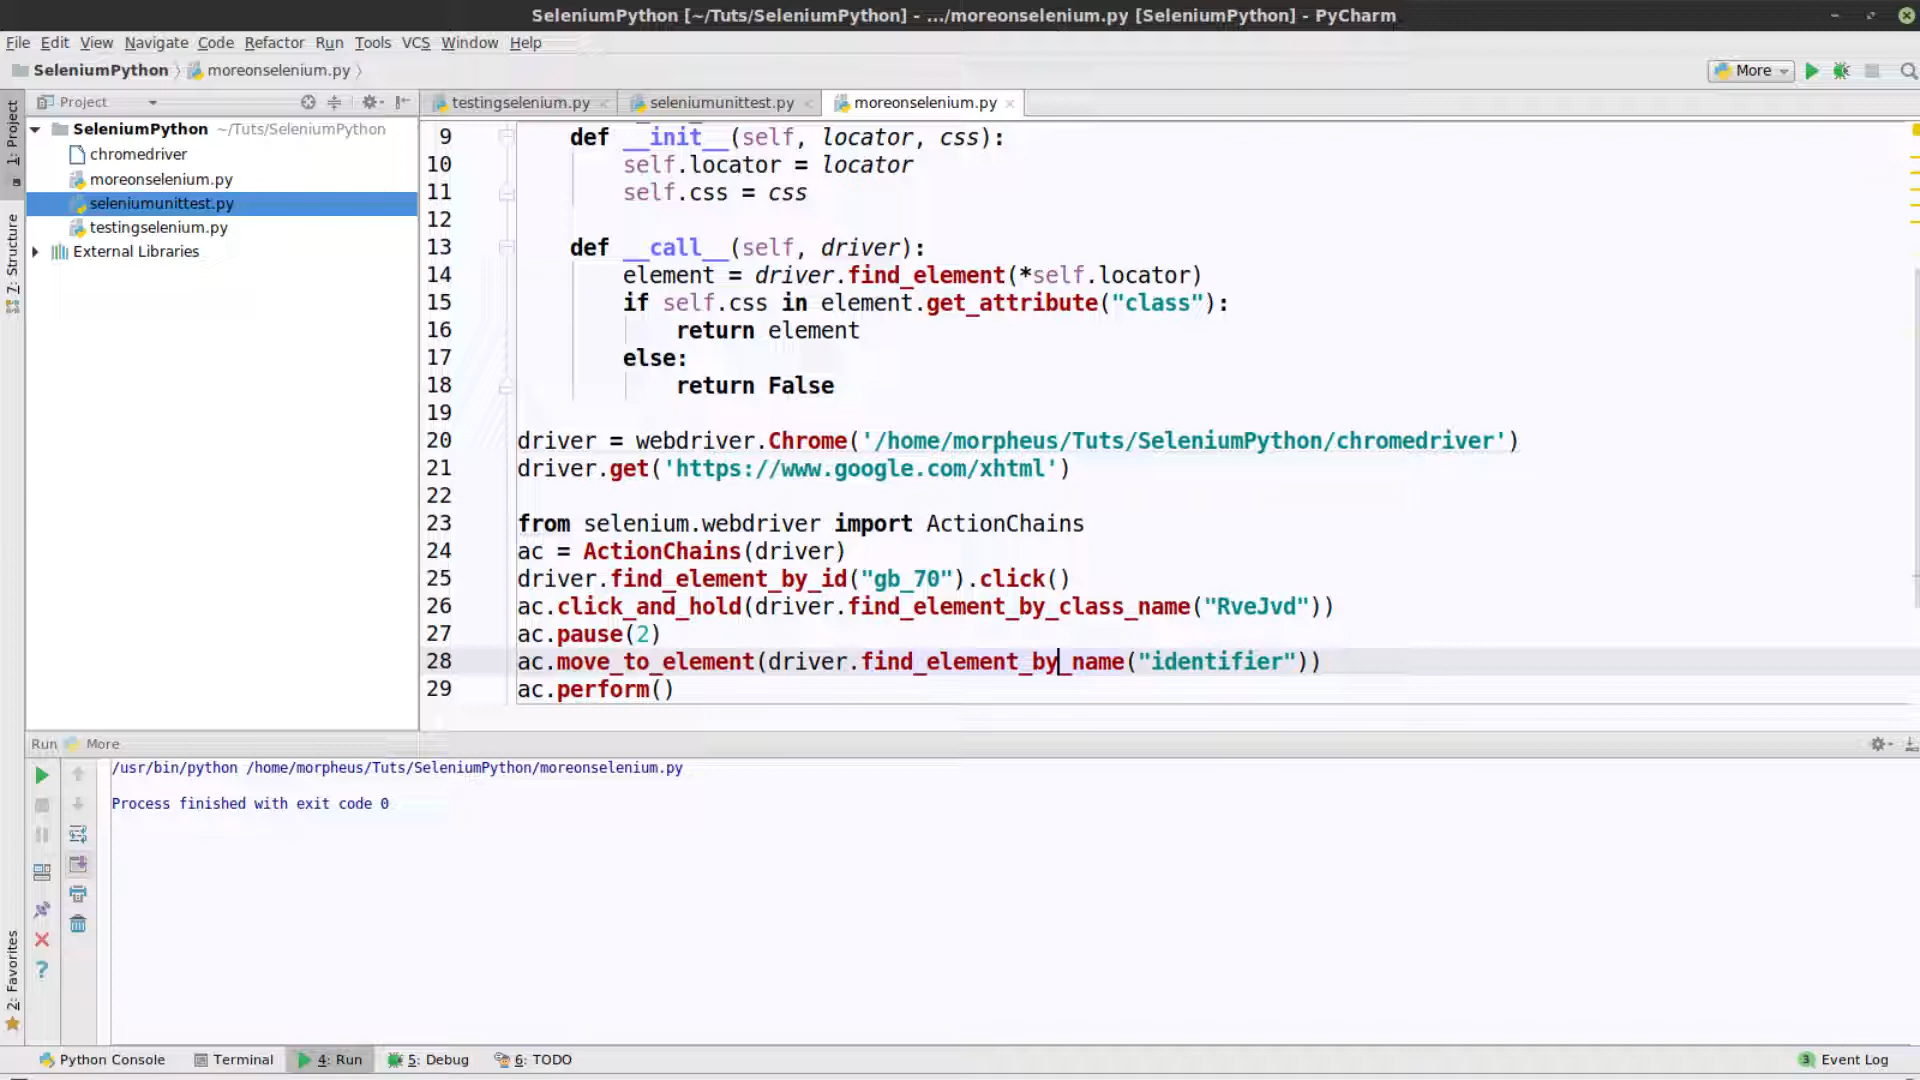 SeleniumPython [~/Tuts/SeleniumPython] - .../moreonselenium.py [SeleniumPython] - PyCharm
File Edit View Navigate Code Refactor Run Tools VCS Window Help
SeleniumPython moreonselenium.py
More
Project
testingselenium.py seleniumunittest.py moreonselenium.py
1: Project
7: Structure
2: Favorites
SeleniumPython ~/Tuts/SeleniumPython
chromedriver
moreonselenium.py
seleniumunittest.py
testingselenium.py
External Libraries
9 def __init__(self, locator, css):
10 self.locator = locator
11 self.css = css
12
13 def __call__(self, driver):
14 element = driver.find_element(*self.locator)
15 if self.css in element.get_attribute("class"):
16 return element
17 else:
18 return False
19
20 driver = webdriver.Chrome('/home/morpheus/Tuts/SeleniumPython/chromedriver')
21 driver.get('https://www.google.com/xhtml')
22
23 from selenium.webdriver import ActionChains
24 ac = ActionChains(driver)
25 driver.find_element_by_id("gb_70").click()
26 ac.click_and_hold(driver.find_element_by_class_name("RveJvd"))
27 ac.pause(2)
28 ac.move_to_element(driver.find_element_by_name("identifier"))
29 ac.perform()
Run More
/usr/bin/python /home/morpheus/Tuts/SeleniumPython/moreonselenium.py
Process finished with exit code 0
Python Console Terminal 4: Run 5: Debug 6: TODO 3 Event Log